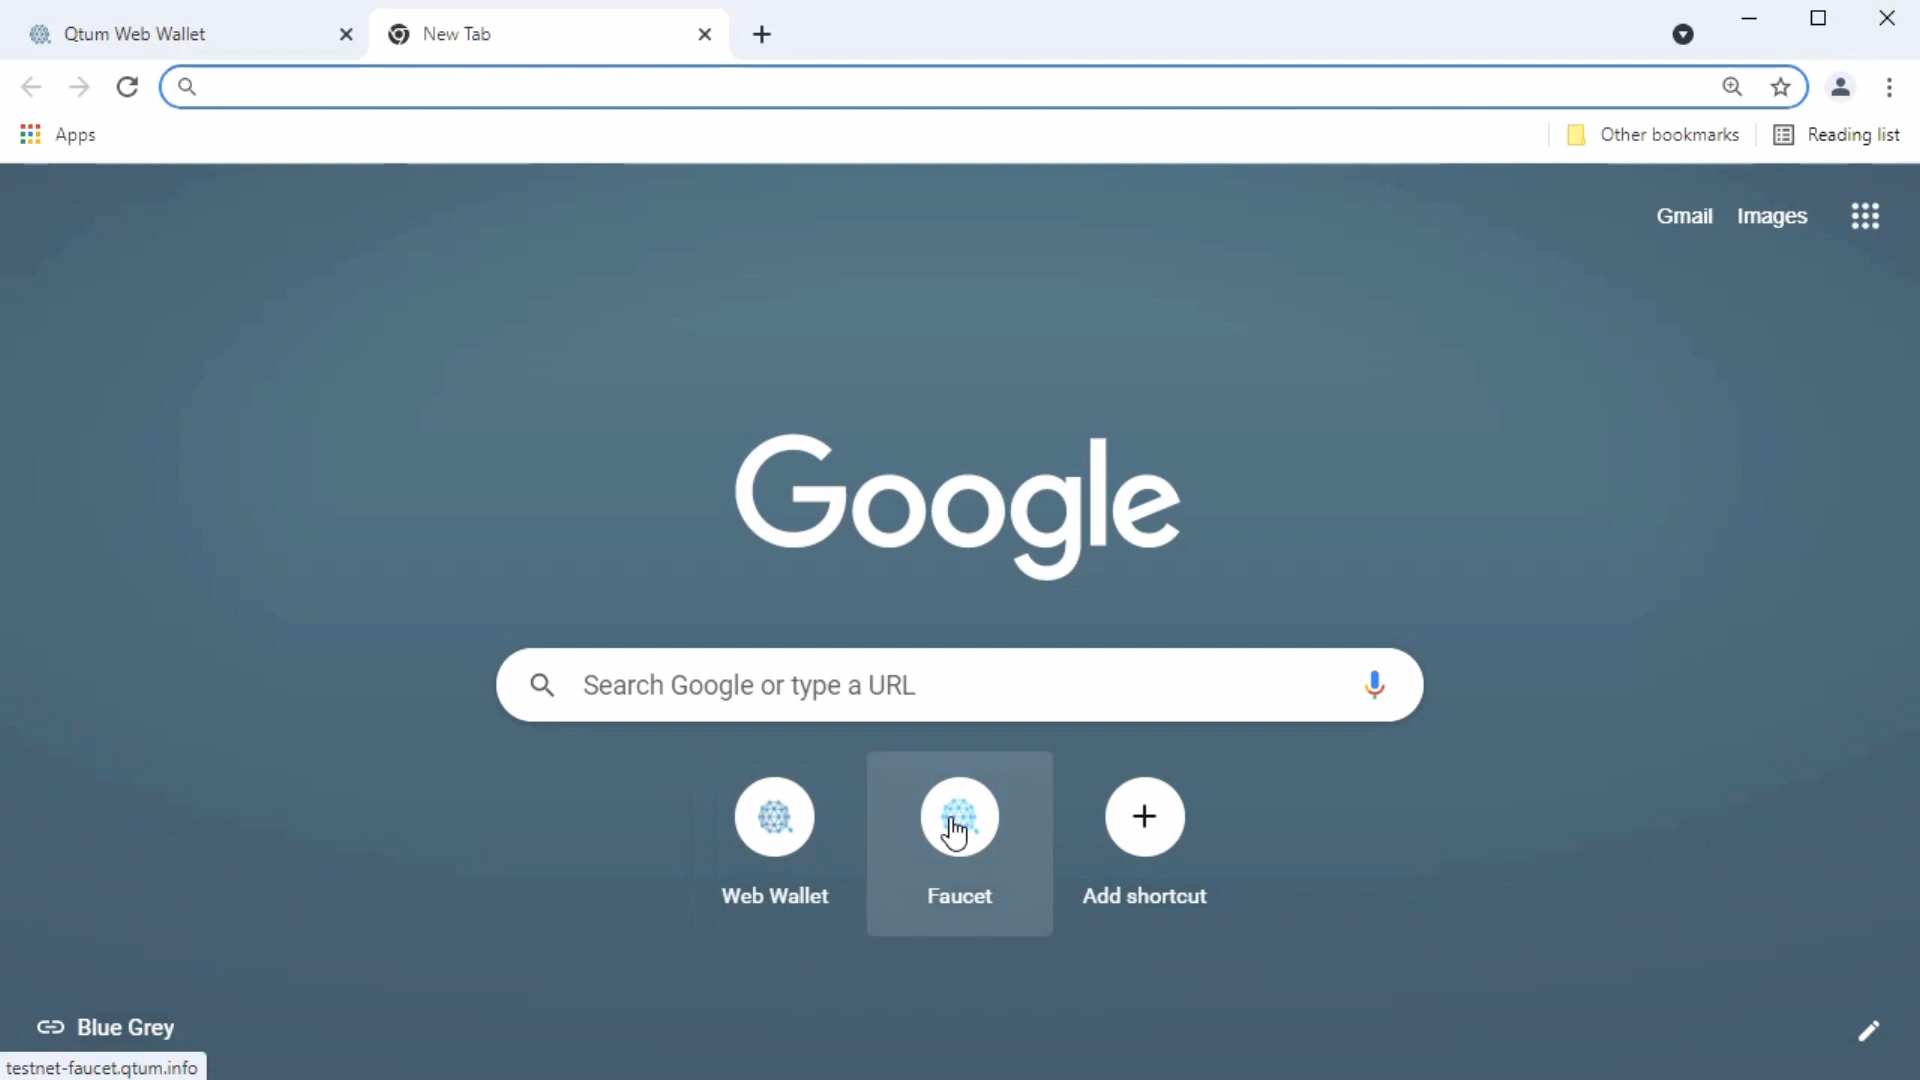 Qtum Web Wallet
New Tab
Apps
Other bookmarks
Reading list
Gmail
Images
Google
Search Google or type a URL
Web Wallet
Faucet
Add shortcut
Blue Grey
testnet-faucet.qtum.info